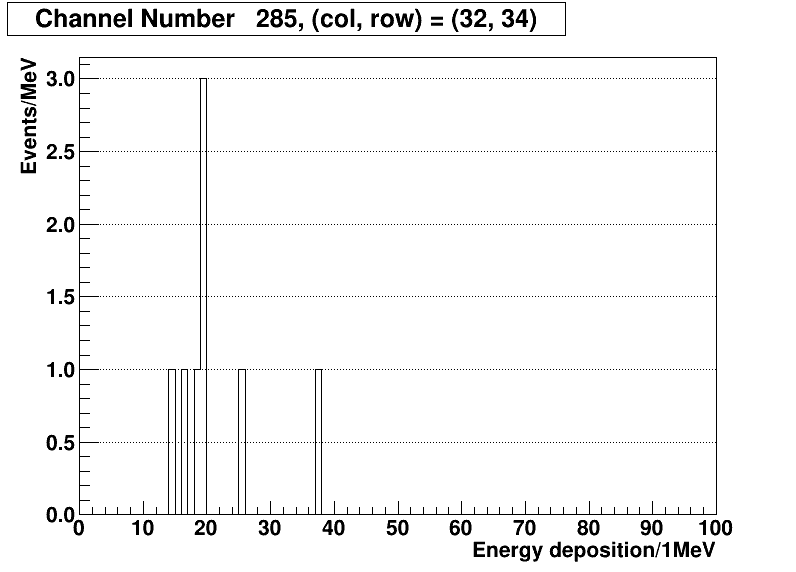 Channel Number   285, (col, row) = (32, 34)
Events/MeV
3.0
2.5
2.0
1.5
1.0
0.5
0.0
0 10 20 30 40 50 60 70 80 90 100
Energy deposition/1MeV